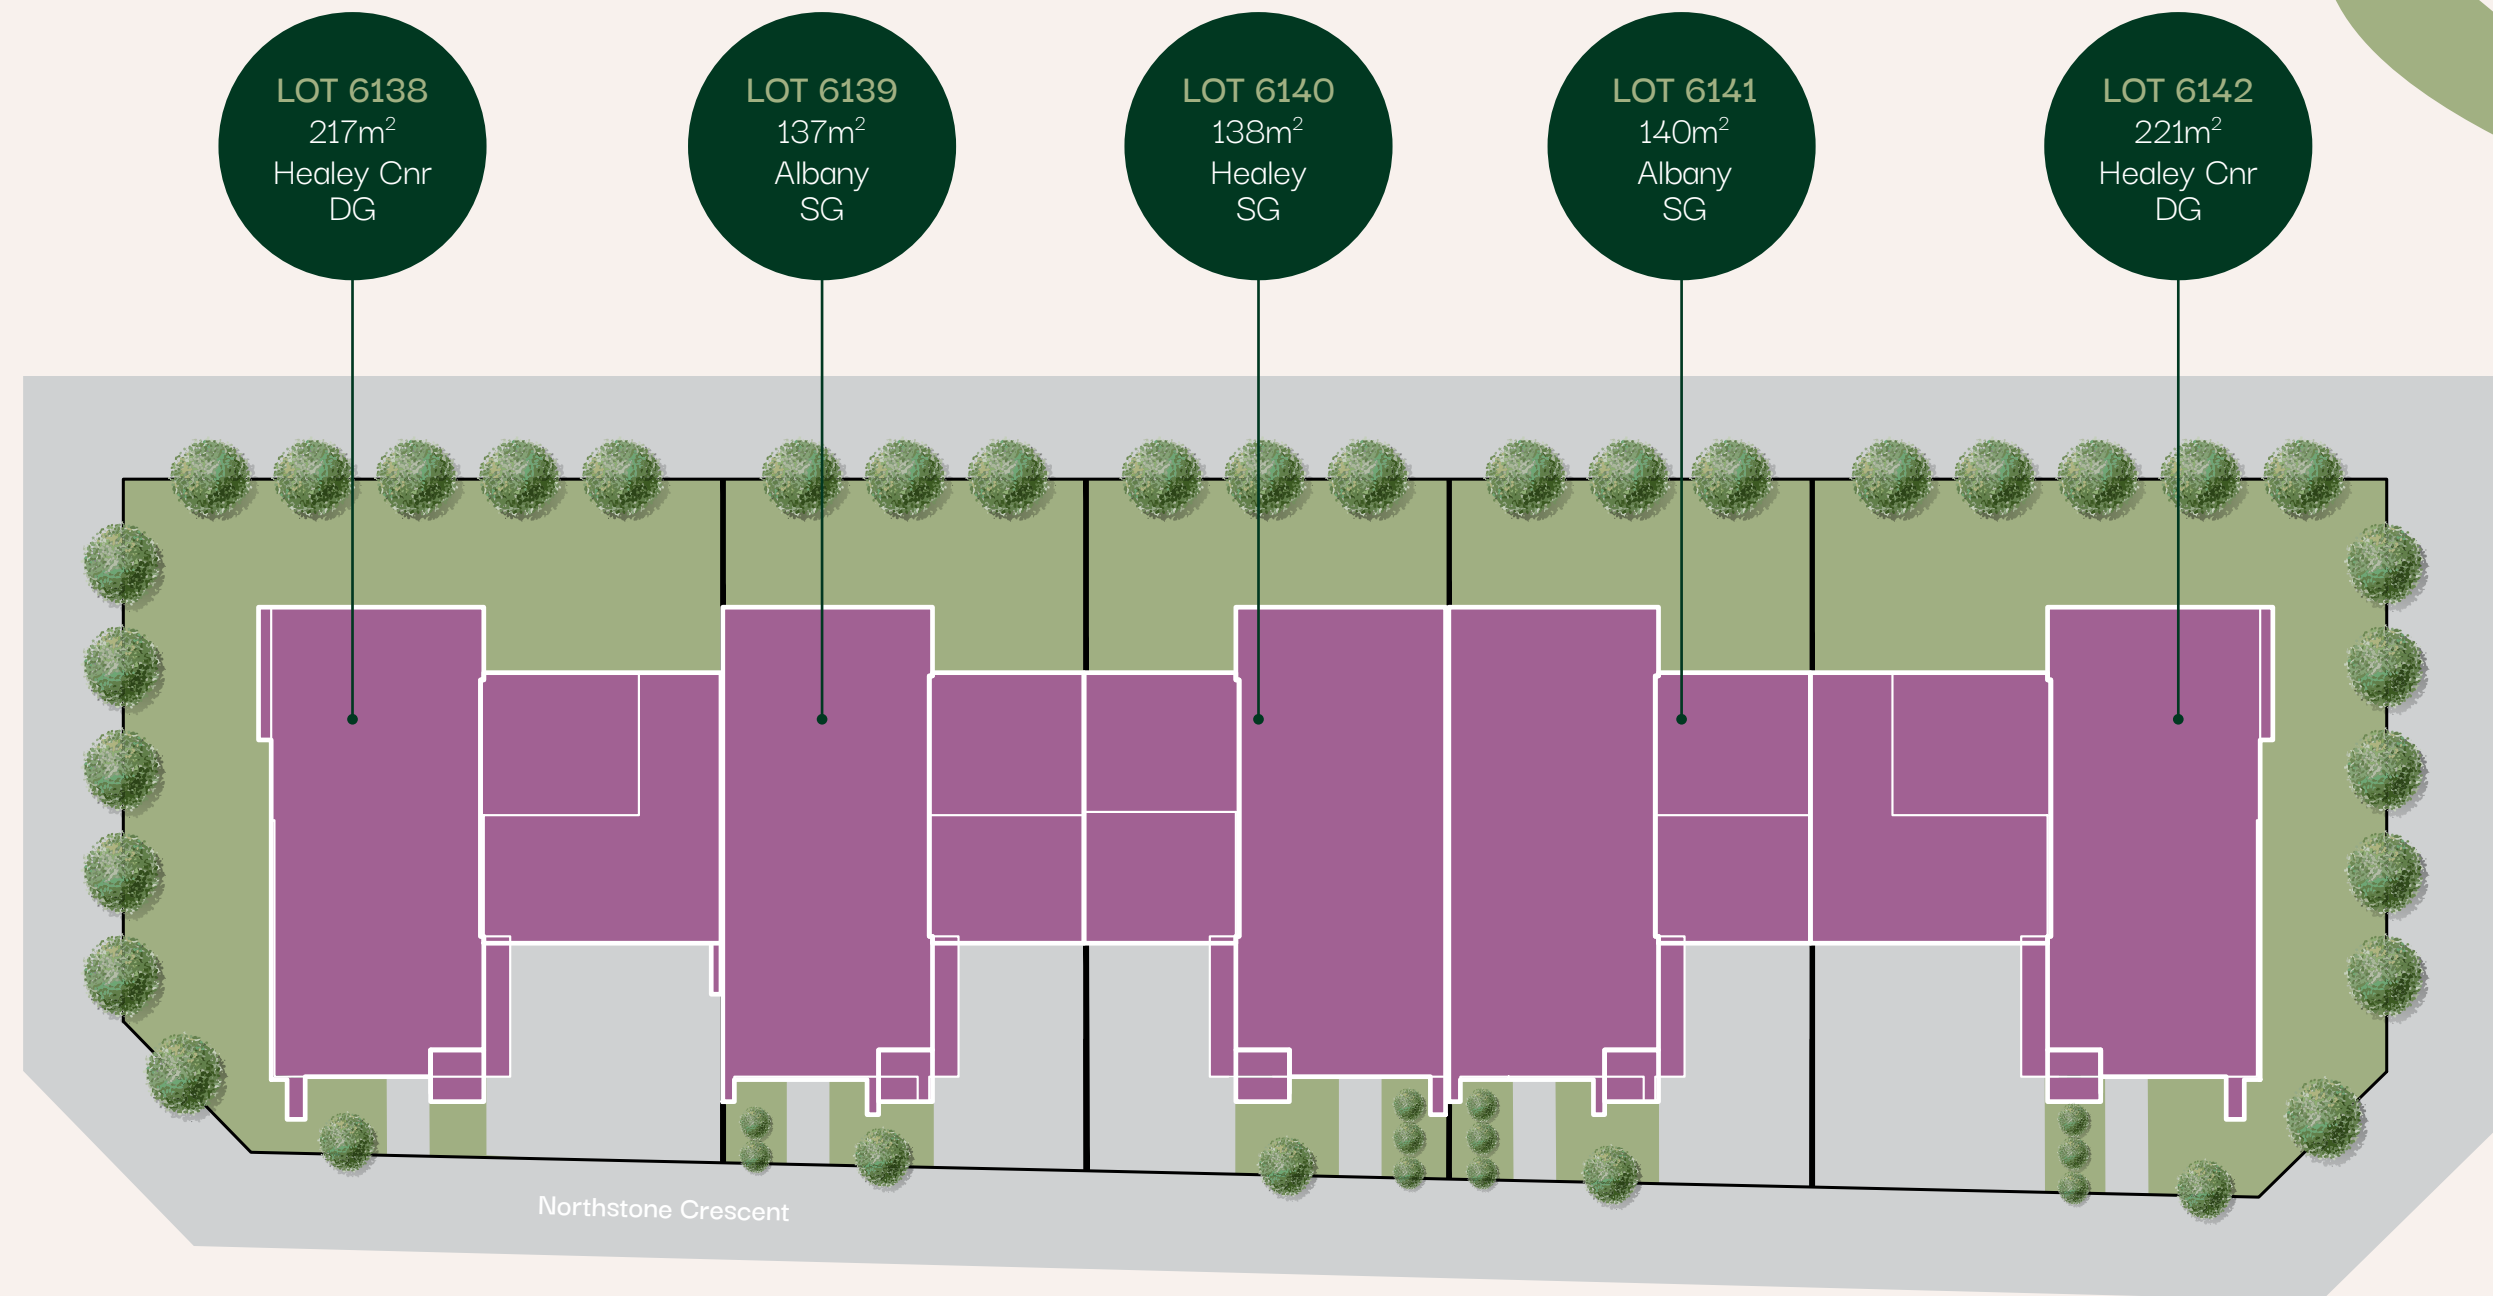 LOT 6138
217m²
Healey Cnr
DG
LOT 6139
137m²
Albany
SG
LOT 6140
138m²
Healey
SG
LOT 6141
140m²
Albany
SG
LOT 6142
221m²
Healey Cnr
DG
Northstone Crescent